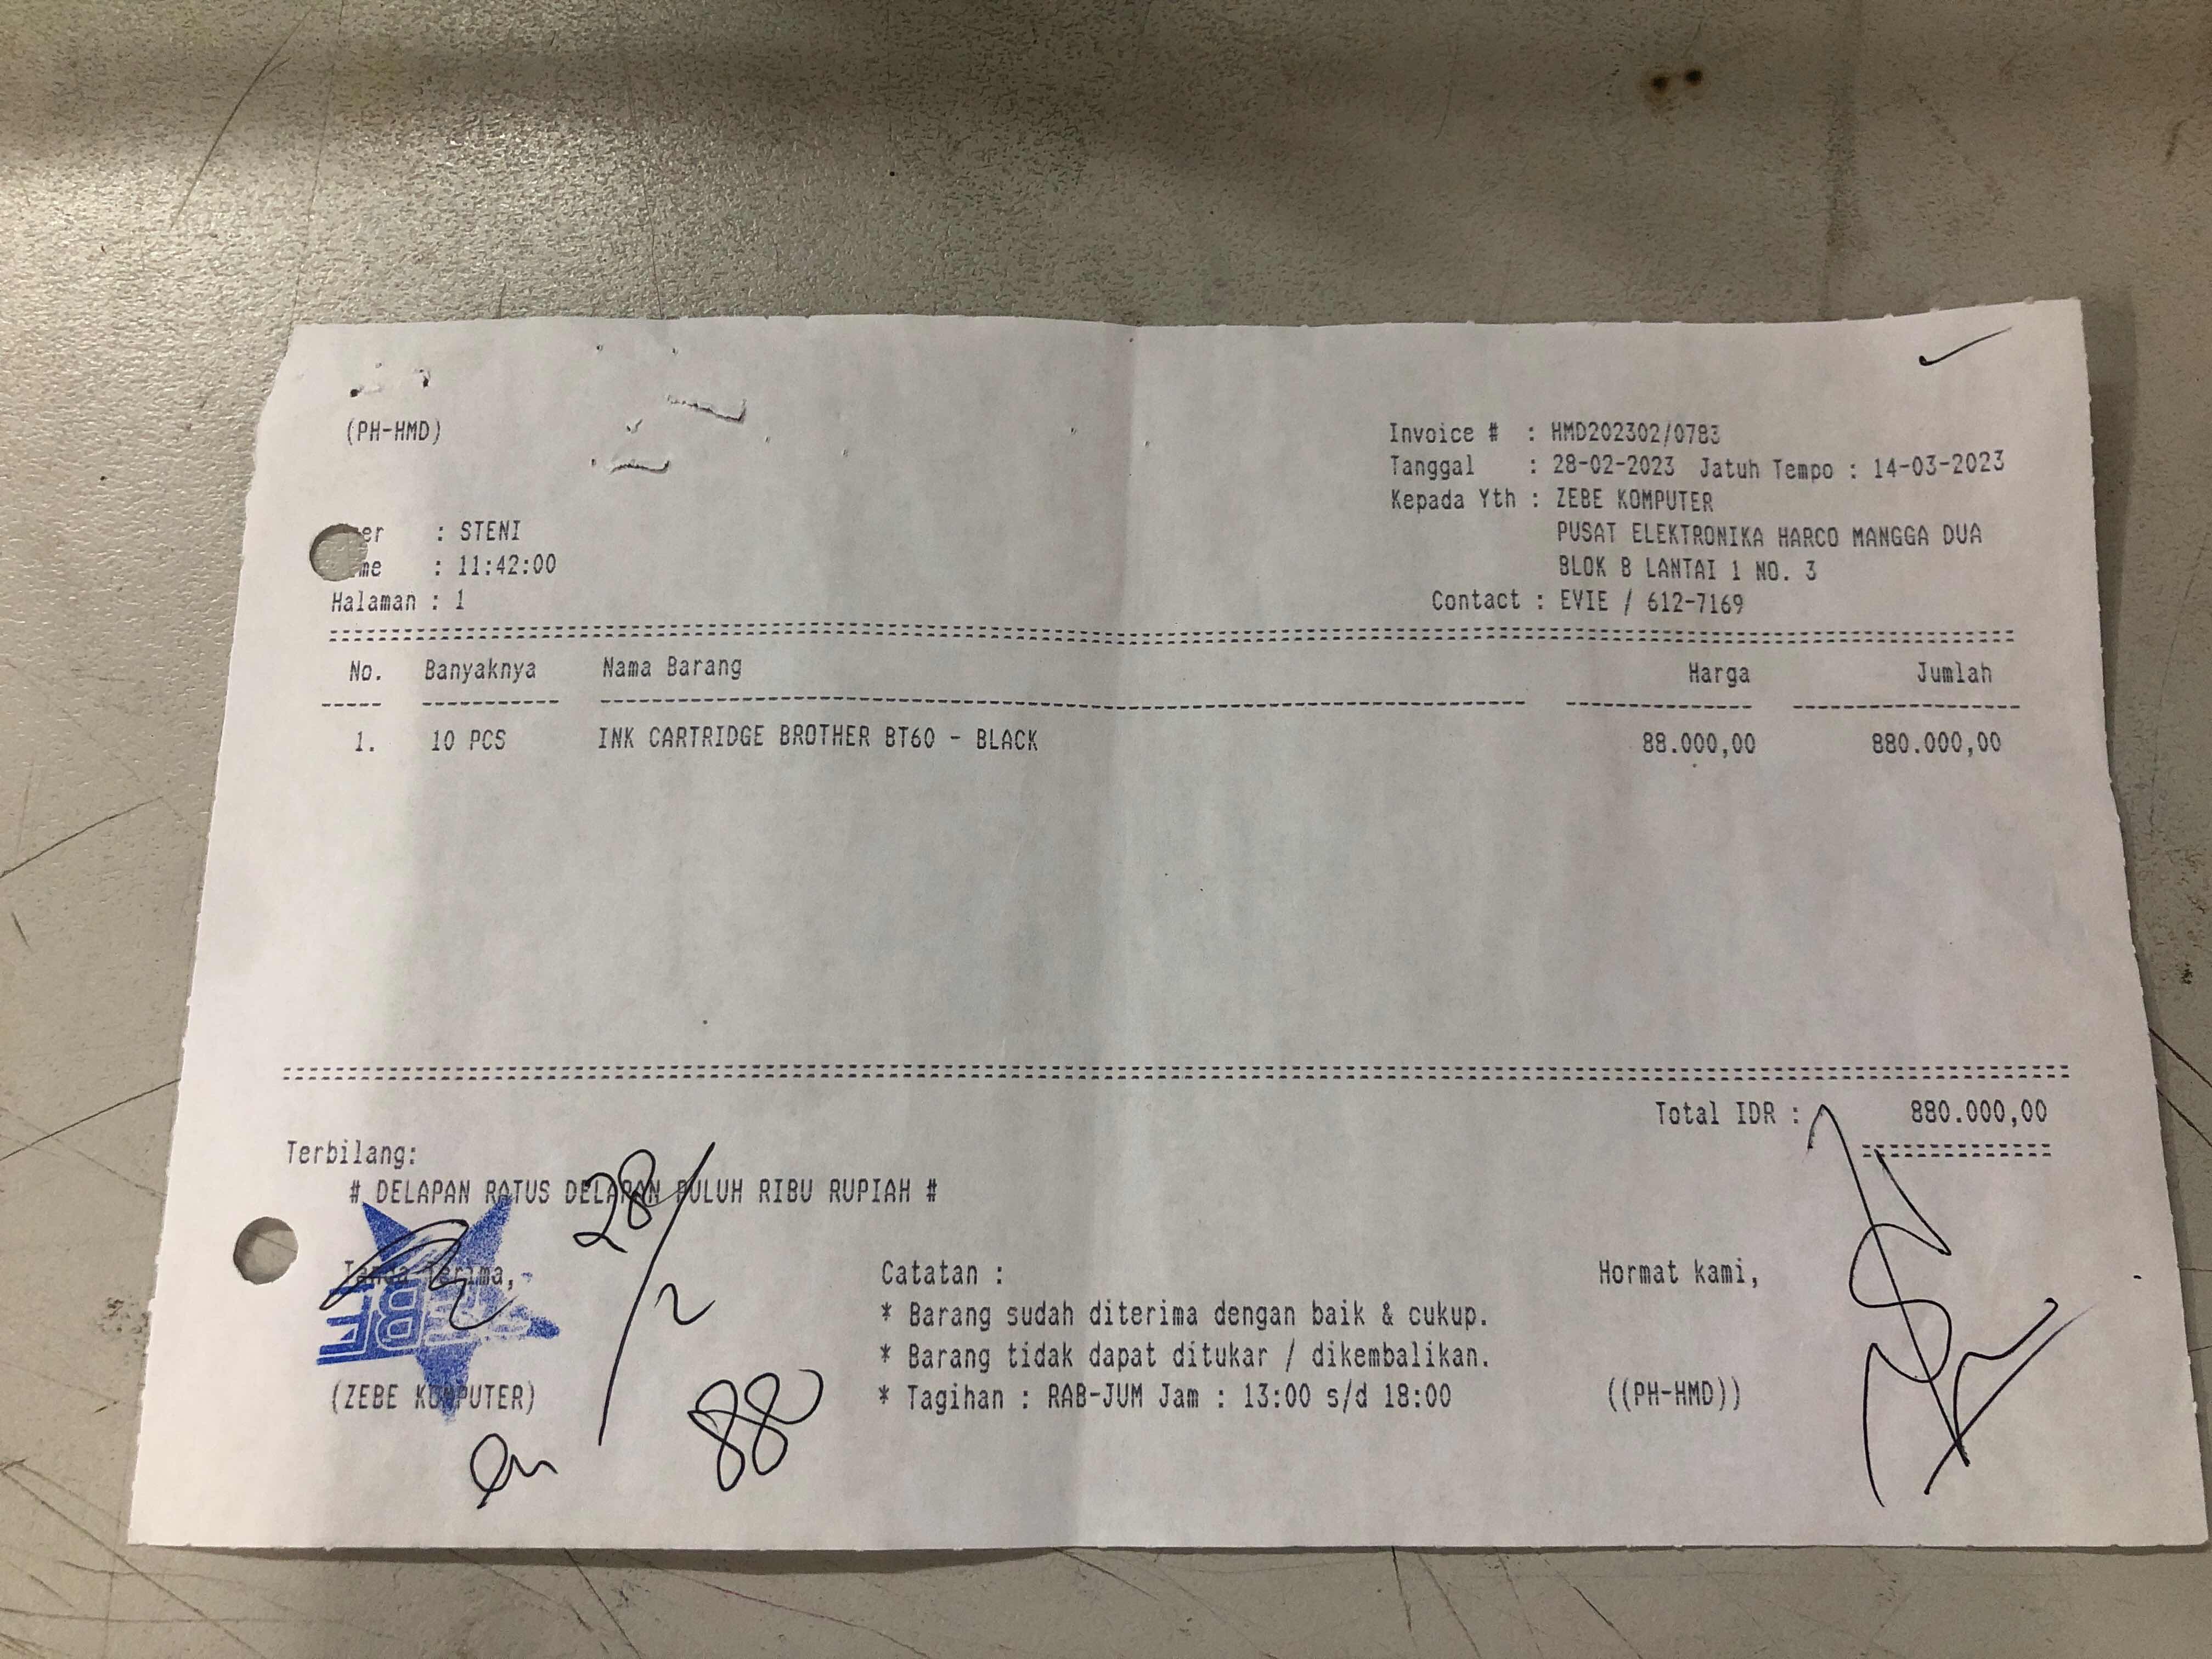 (PH-HMD)
Invoice # : HMD202302/0783
Tanggal : 28-02-2023 Jatuh Tempo : 14-03-2023
Kepada Yth : ZEBE KOMPUTER
PUSAT ELEKTRONIKA HARCO MANGGA DUA
BLOK B LANTAI 1 NO. 3
Contact : EVIE / 612-7169
: STENI
: 11:42:00
Halaman : 1
No. Banyaknya Nama Barang Harga Jumlah
1. 10 PCS INK CARTRIDGE BROTHER BT60 - BLACK 88.000,00 880.000,00
Total IDR : 880.000,00
Terbilang:
# DELAPAN RATUS DELAPAN PULUH RIBU RUPIAH #
28/2
Tanda Terima,
Catatan :
* Barang sudah diterima dengan baik & cukup.
* Barang tidak dapat ditukar / dikembalikan.
* Tagihan : RAB-JUM Jam : 13:00 s/d 18:00
Hormat kami,
(ZEBE KOMPUTER)
((PH-HMD))
880